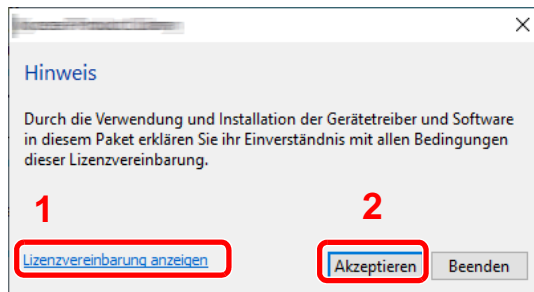 Hinweis
Durch die Verwendung und Installation der Gerätetreiber und Software
in diesem Paket erklären Sie ihr Einverständnis mit allen Bedingungen
dieser Lizenzvereinbarung.
1
2
Lizenzvereinbarung anzeigen
Akzeptieren
Beenden